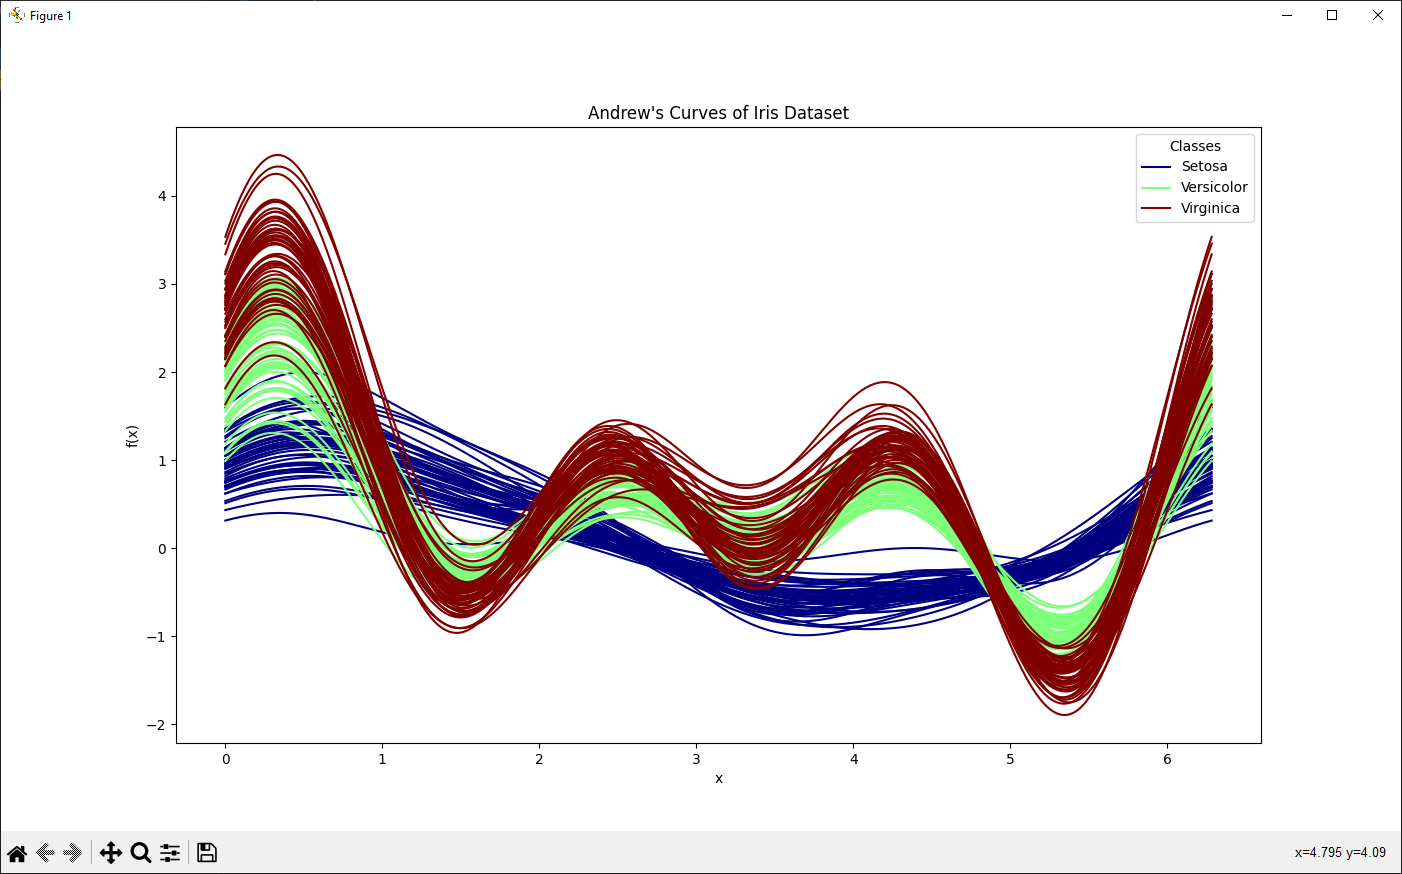 Figure 1
Andrew's Curves of Iris Dataset
Classes
Setosa
Versicolor
Virginica
f(x)
4
3
2
1
0
−1
−2
0 1 2 3 4 5 6
x
x=4.795 y=4.09